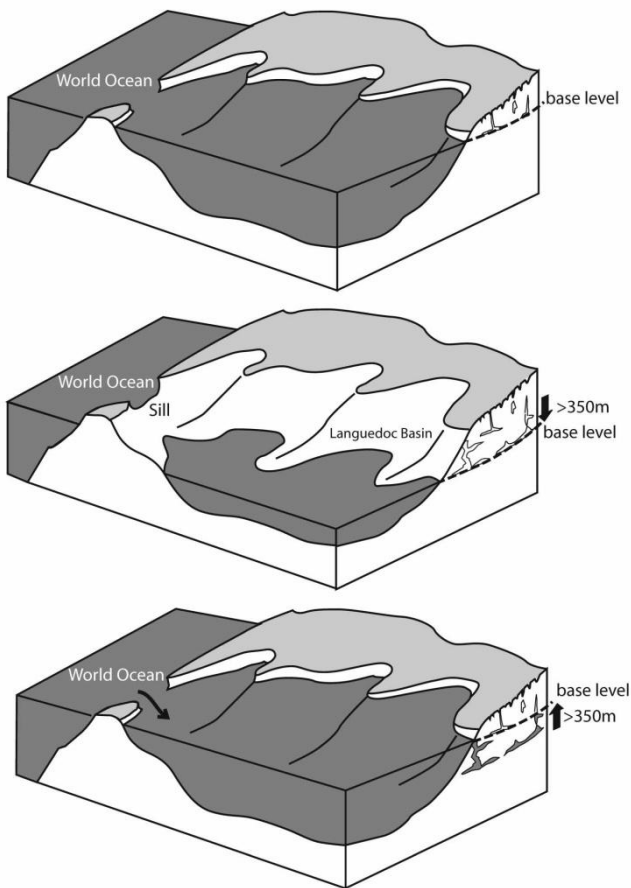 World Ocean
base level
World Ocean
Sill
Languedoc Basin
>350m
base level
World Ocean
base level
>350m